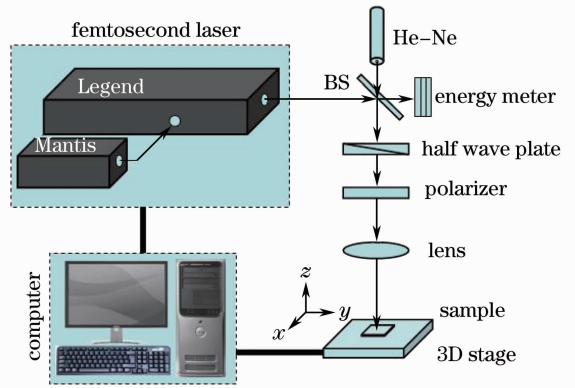 femtosecond laser
He–Ne
Legend
BS
energy meter
Mantis
half wave plate
polarizer
lens
computer
z
y
x
sample
3D stage